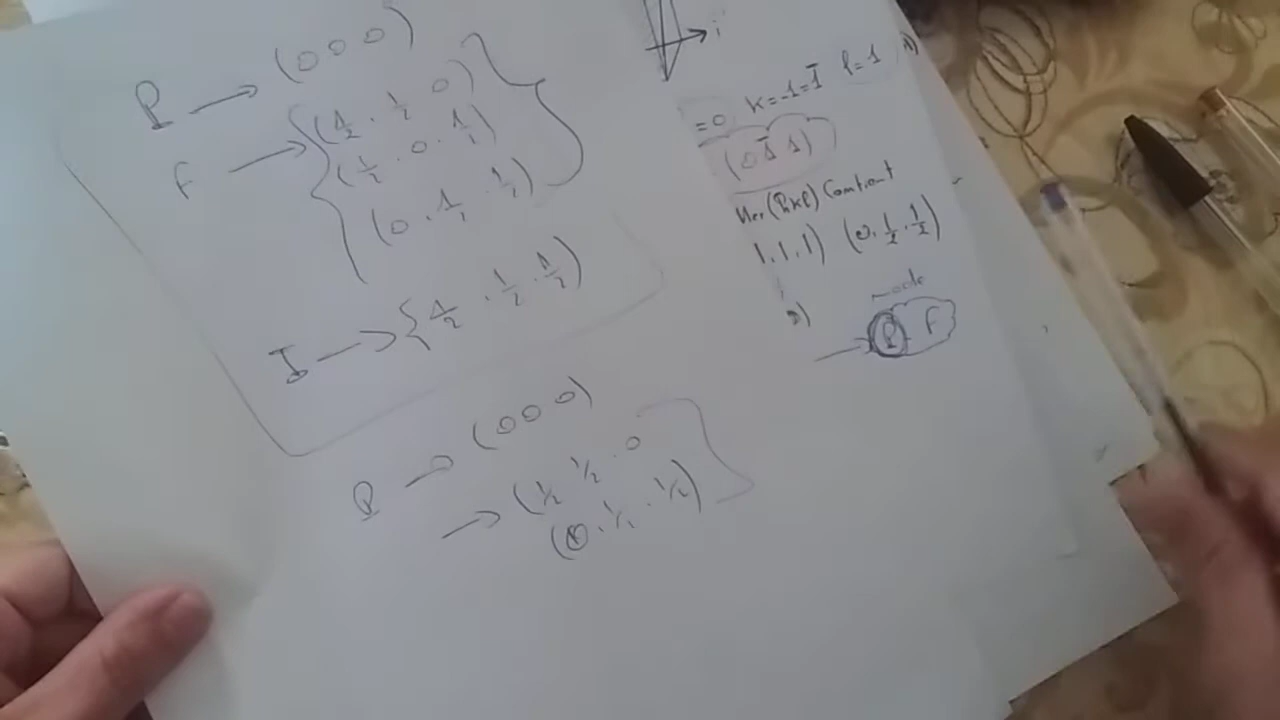 P → (0 0 0)
F → (1/2 . 1/2 0)
(1/2 . 0 . 1/2)
(0 . 1/2 . 1/2)
I → { 1/2 . 1/2 . 1/2)
P → (0 0 0)
→ (1/2 1/2 . 0
(0 . 1/2 . 1/2)
i
=0 K=-1=1̄ l=1
(0 1̄ 1)
(hkl) Contient
1,1,1) (0. 1/2 . 1/2)
mode
→ P F